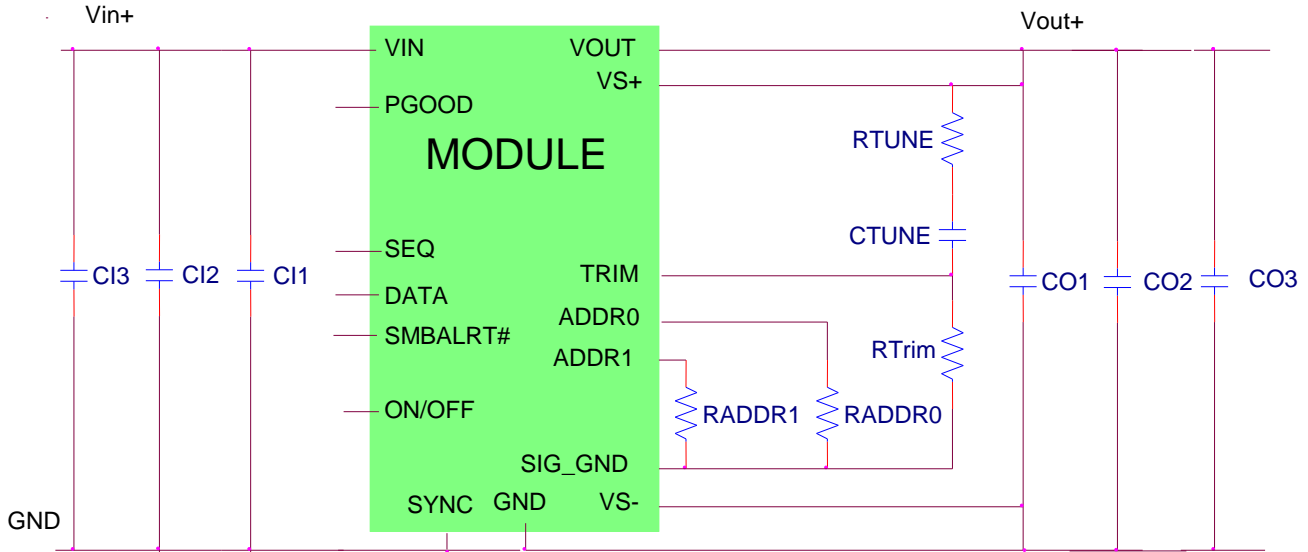 Vin+
Vout+
VIN
VOUT
VS+
PGOOD
MODULE
RTUNE
SEQ
CTUNE
CI3
CI2
CI1
TRIM
CO1
CO2
CO3
DATA
ADDR0
SMBALRT#
ADDR1
RTrim
ON/OFF
RADDR1
RADDR0
SIG_GND
SYNC
GND
VS-
GND